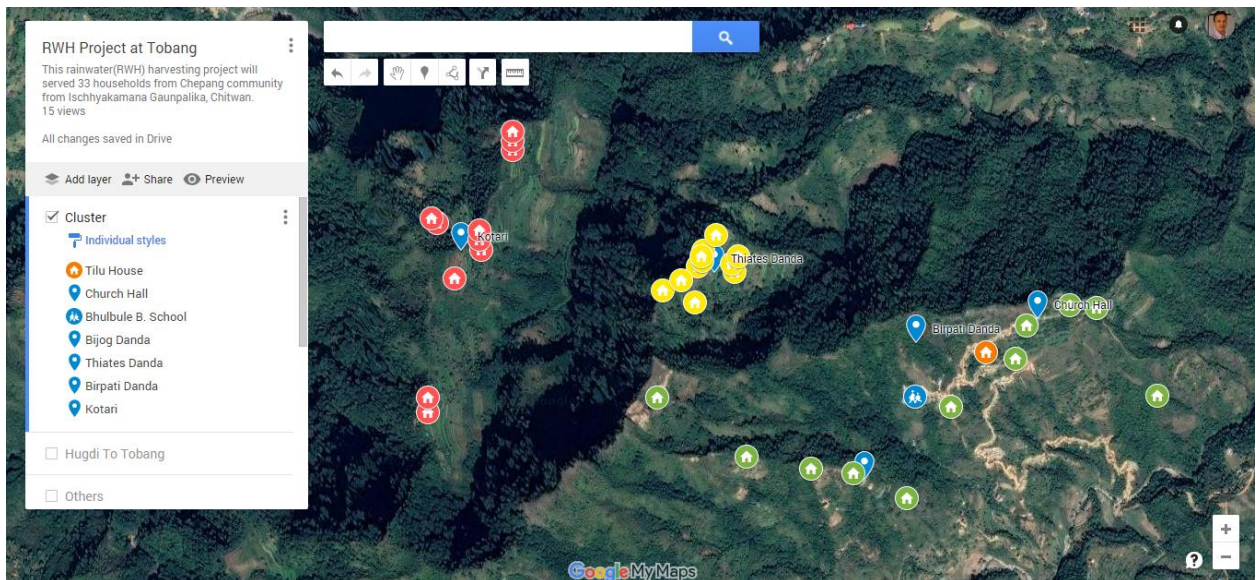 RWH Project at Tobang
This rainwater(RWH) harvesting project will
served 33 households from Chepang community
from Ischhyakamana Gaunpalika, Chitwan.
15 views
All changes saved in Drive
Add layer Share Preview
Cluster
Individual styles
Tilu House
Church Hall
Bhulbule B. School
Bijog Danda
Thiates Danda
Birpati Danda
Kotari
Hugdi To Tobang
Others
Kotari
Thiates Danda
Church Hall
Birpati Danda
Google My Maps
?
+
−